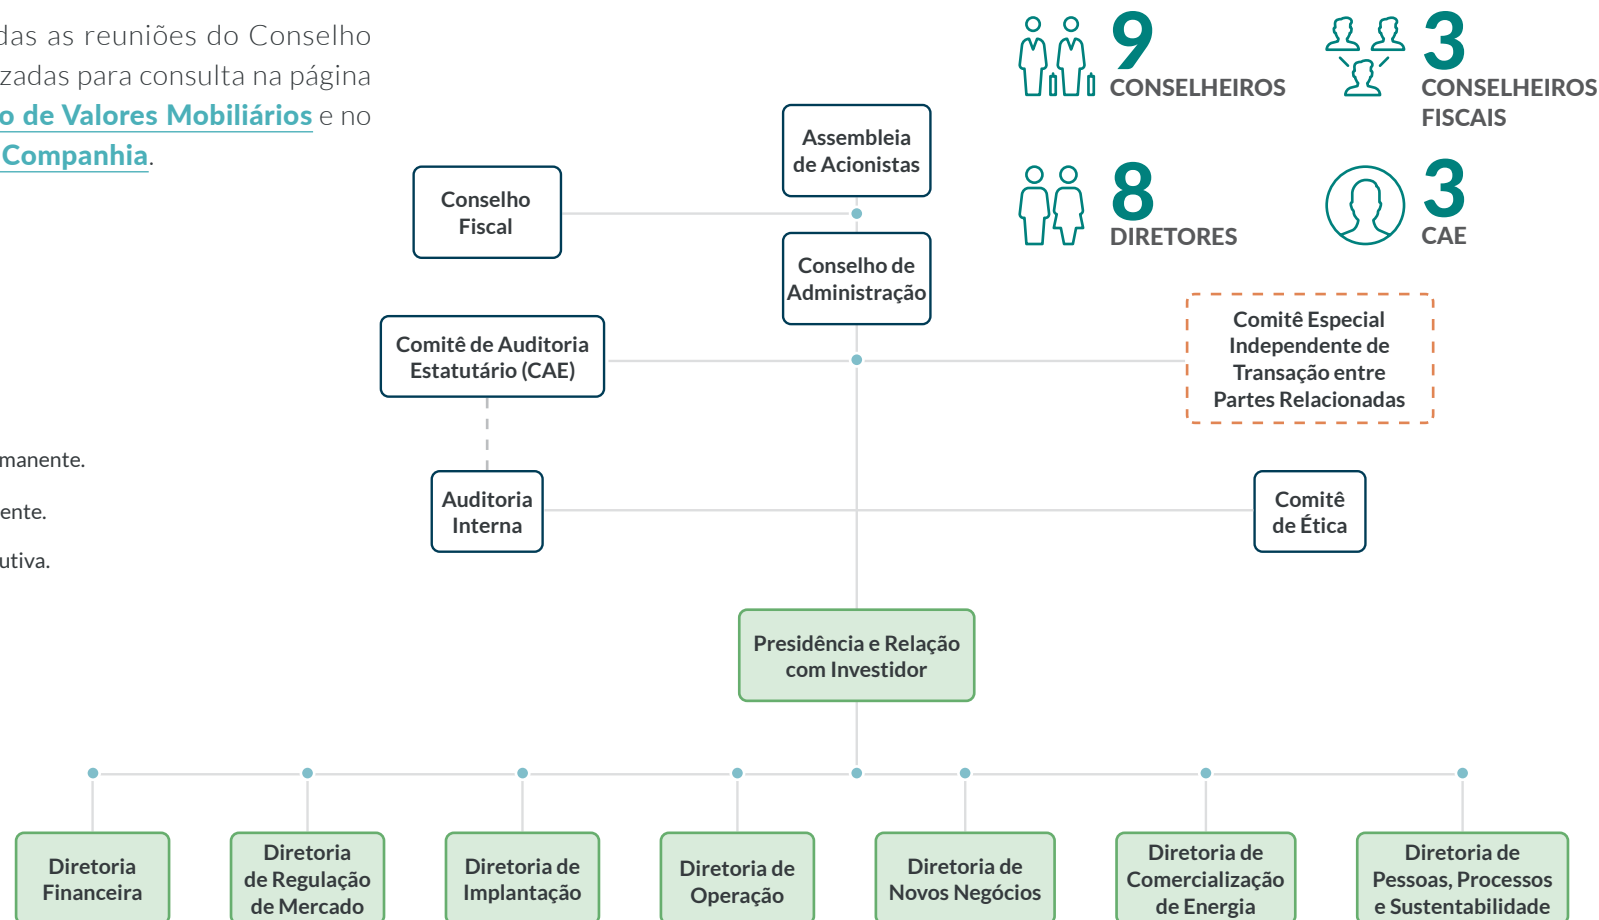 das as reuniões do Conselho
zadas para consulta na página
o de Valores Mobiliários e no
Companhia.
manente.
ente.
utiva.
9
CONSELHEIROS
3
CONSELHEIROS
FISCAIS
8
DIRETORES
3
CAE
Assembleia
de Acionistas
Conselho
Fiscal
Conselho de
Administração
Comitê de Auditoria
Estatutário (CAE)
Comitê Especial
Independente de
Transação entre
Partes Relacionadas
Auditoria
Interna
Comitê
de Ética
Presidência e Relação
com Investidor
Diretoria
Financeira
Diretoria
de Regulação
de Mercado
Diretoria de
Implantação
Diretoria de
Operação
Diretoria de
Novos Negócios
Diretoria de
Comercialização
de Energia
Diretoria de
Pessoas, Processos
e Sustentabilidade